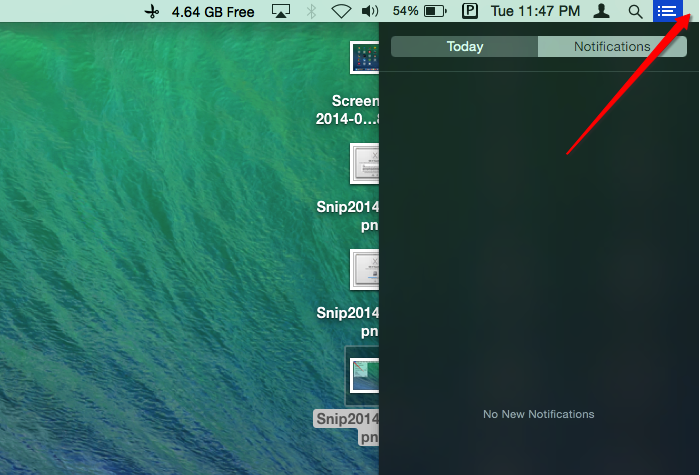 4.64 GB Free 54% P Tue 11:47 PM
Today Notifications
Screen
2014-0...8
Snip2014
pn
Snip2014
pn
Snip2014
pn
No New Notifications